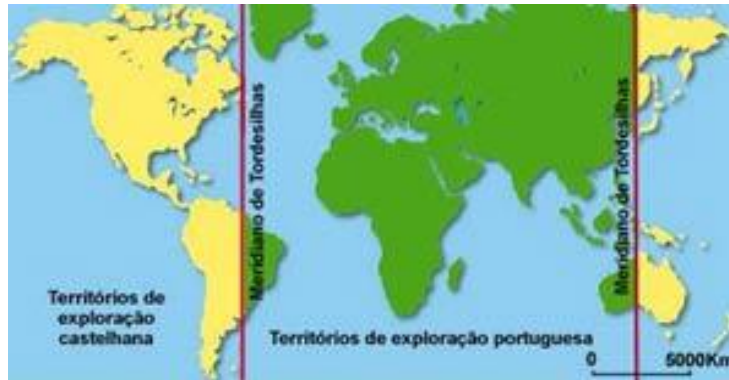 Meridiano de Tordesilhas
Meridiano de Tordesilhas
Territórios de
exploração
castelhana
Territórios de exploração portuguesa
0 5000Km